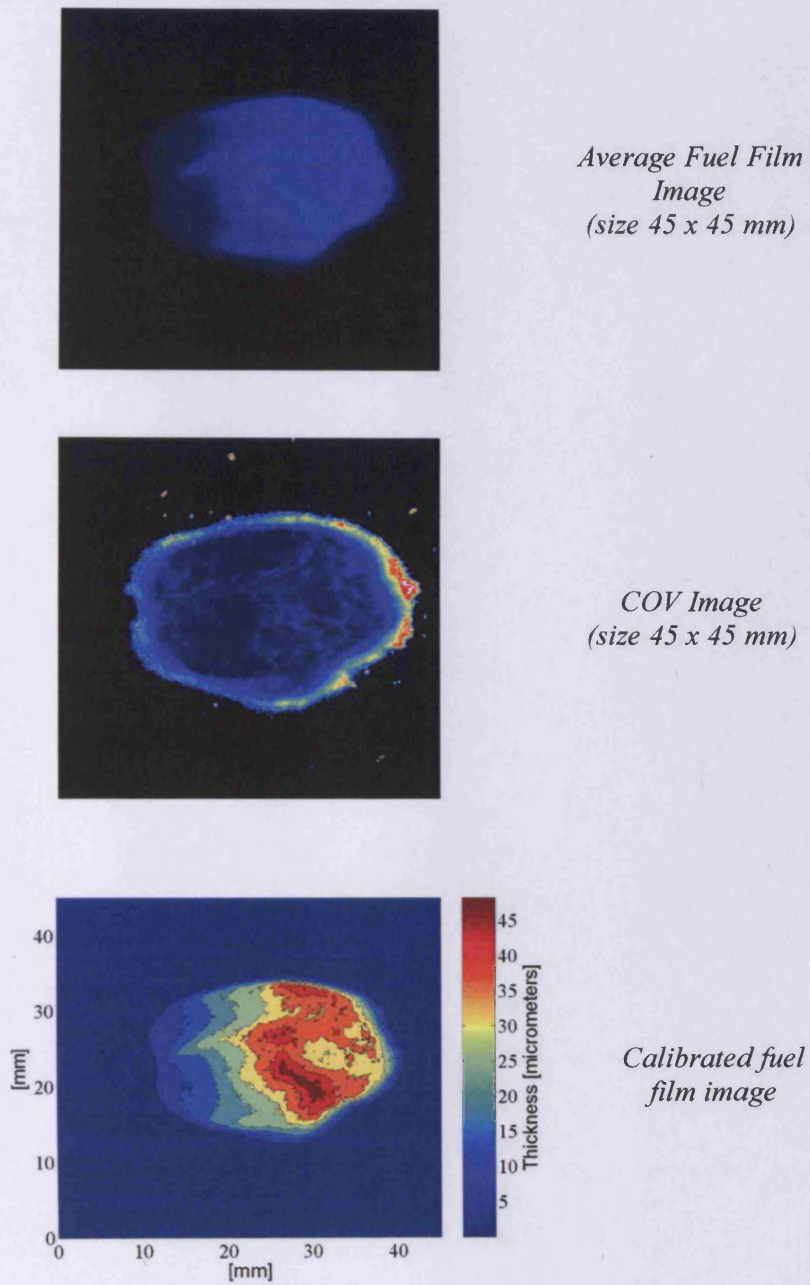 Average Fuel Film
Image
(size 45 x 45 mm)
COV Image
(size 45 x 45 mm)
40
30
20
10
0
[mm]
0 10 20 30 40
[mm]
45
40
35
30
25
20
15
10
5
Thickness [micrometers]
Calibrated fuel
film image